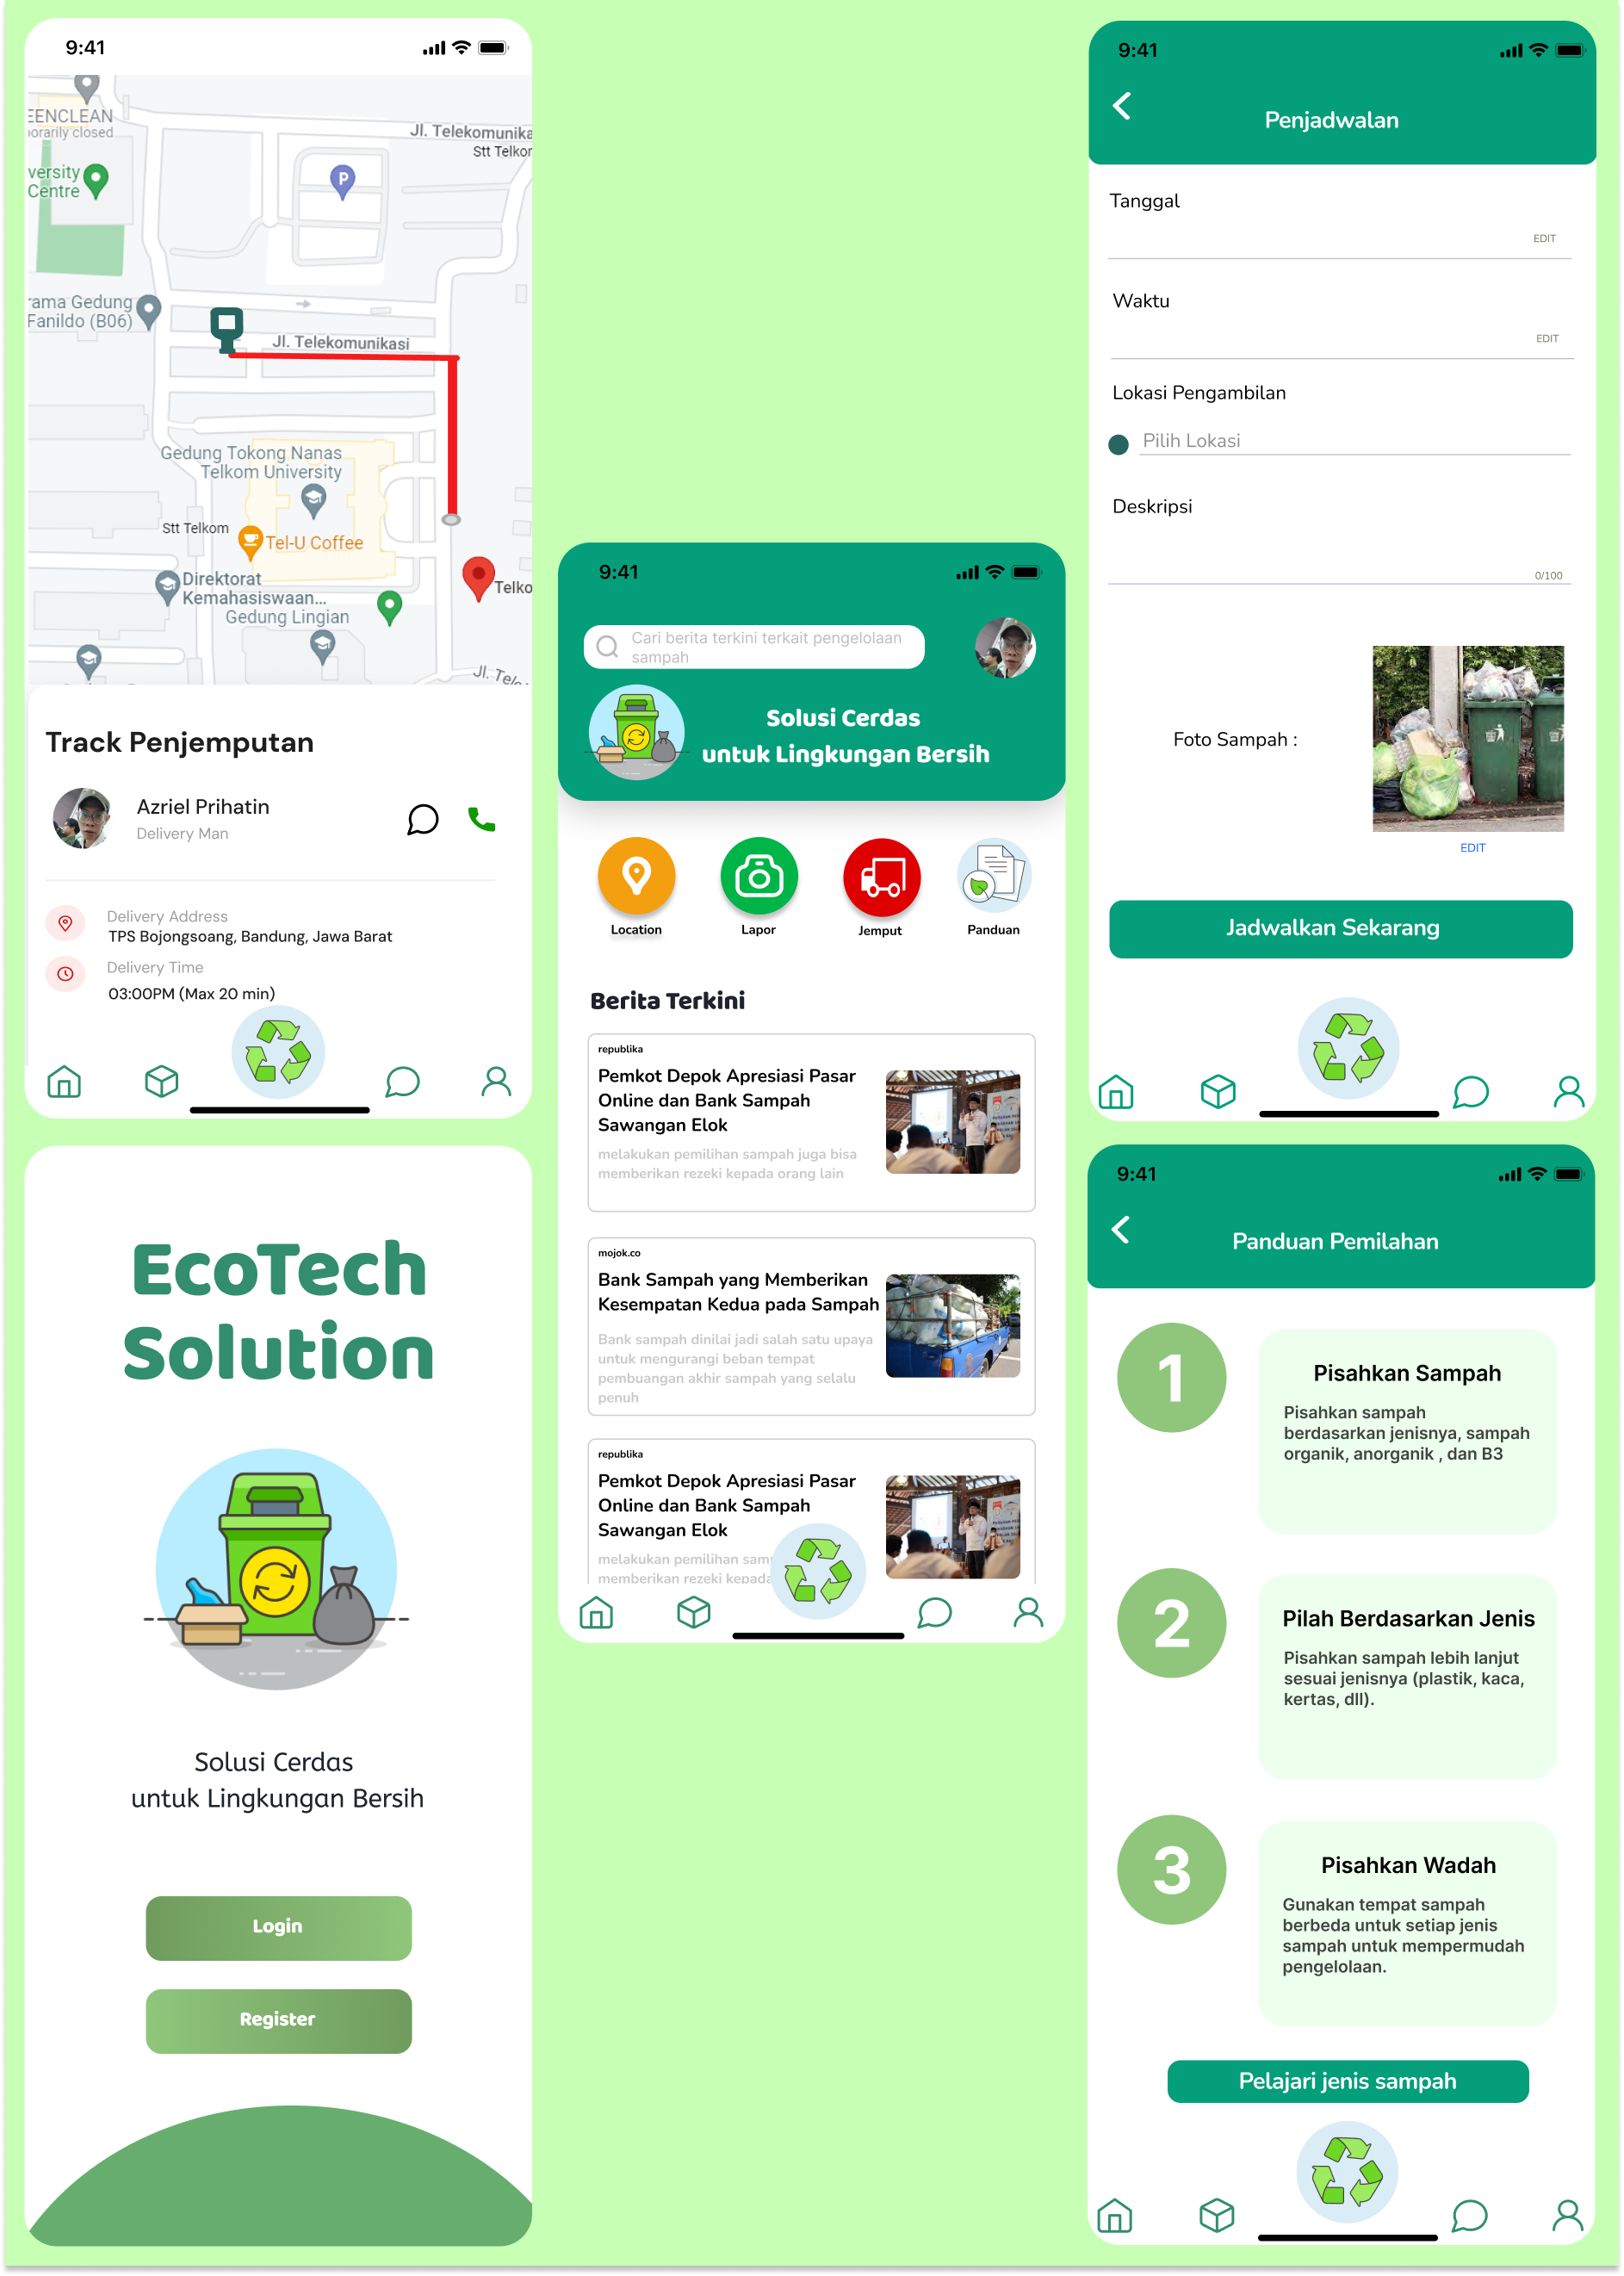 9:41
EENCLEAN
orarily closed
Jl. Telekomunika
Stt Telkor
versity
Centre
P
rama Gedung
Fanildo (B06)
Jl. Telekomunikasi
Gedung Tokong Nanas
Telkom University
Stt Telkom
Tel-U Coffee
Direktorat
Kemahasiswaan...
Telko
Gedung Lingian
Jl. Tele
Track Penjemputan
Azriel Prihatin
Delivery Man
Delivery Address
TPS Bojongsoang, Bandung, Jawa Barat
Delivery Time
03:00PM (Max 20 min)
EcoTech
Solution
Solusi Cerdas
untuk Lingkungan Bersih
Login
Register
9:41
Cari berita terkini terkait pengelolaan
sampah
Solusi Cerdas
untuk Lingkungan Bersih
Location
Lapor
Jemput
Panduan
Berita Terkini
republika
Pemkot Depok Apresiasi Pasar
Online dan Bank Sampah
Sawangan Elok
melakukan pemilihan sampah juga bisa
memberikan rezeki kepada orang lain
mojok.co
Bank Sampah yang Memberikan
Kesempatan Kedua pada Sampah
Bank sampah dinilai jadi salah satu upaya
untuk mengurangi beban tempat
pembuangan akhir sampah yang selalu
penuh
republika
Pemkot Depok Apresiasi Pasar
Online dan Bank Sampah
Sawangan Elok
melakukan pemilihan sam
memberikan rezeki kepada
9:41
Penjadwalan
Tanggal
EDIT
Waktu
EDIT
Lokasi Pengambilan
Pilih Lokasi
Deskripsi
0/100
Foto Sampah :
EDIT
Jadwalkan Sekarang
9:41
Panduan Pemilahan
1
Pisahkan Sampah
Pisahkan sampah
berdasarkan jenisnya, sampah
organik, anorganik , dan B3
2
Pilah Berdasarkan Jenis
Pisahkan sampah lebih lanjut
sesuai jenisnya (plastik, kaca,
kertas, dll).
3
Pisahkan Wadah
Gunakan tempat sampah
berbeda untuk setiap jenis
sampah untuk mempermudah
pengelolaan.
Pelajari jenis sampah